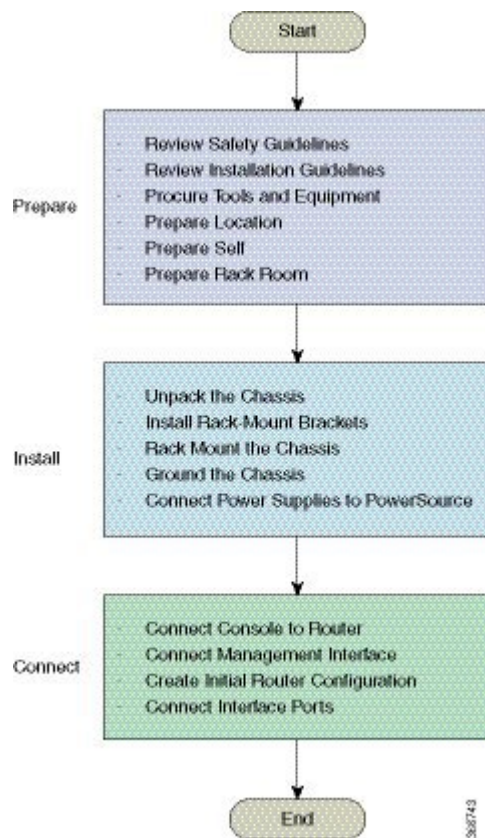 Start
Prepare
- Review Safety Guidelines
- Review Installation Guidelines
- Procure Tools and Equipment
- Prepare Location
- Prepare Self
- Prepare Rack Room
Install
- Unpack the Chassis
- Install Rack-Mount Brackets
- Rack Mount the Chassis
- Ground the Chassis
- Connect Power Supplies to PowerSource
Connect
- Connect Console to Router
- Connect Management Interface
- Create Initial Router Configuration
- Connect Interface Ports
End
368743